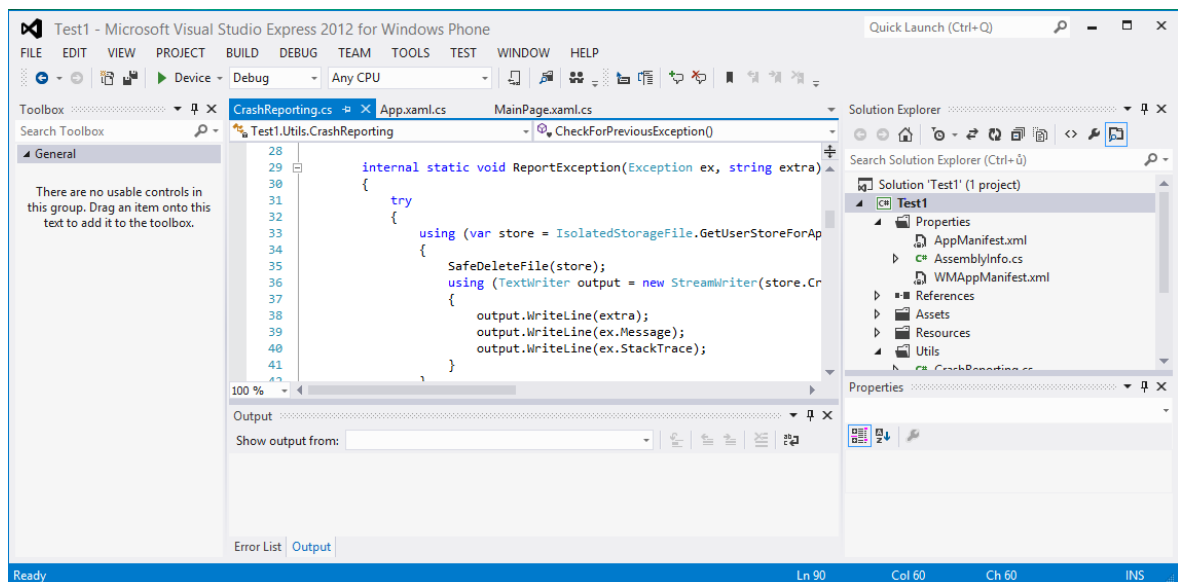 Test1 - Microsoft Visual Studio Express 2012 for Windows Phone
Quick Launch (Ctrl+Q)
FILE EDIT VIEW PROJECT BUILD DEBUG TEAM TOOLS TEST WINDOW HELP
Device Debug Any CPU
Toolbox
Search Toolbox
General
There are no usable controls in
this group. Drag an item onto this
text to add it to the toolbox.
CrashReporting.cs App.xaml.cs MainPage.xaml.cs
Test1.Utils.CrashReporting CheckForPreviousException()
28
29 internal static void ReportException(Exception ex, string extra)
30 {
31 try
32 {
33 using (var store = IsolatedStorageFile.GetUserStoreForAp
34 {
35 SafeDeleteFile(store);
36 using (TextWriter output = new StreamWriter(store.Cr
37 {
38 output.WriteLine(extra);
39 output.WriteLine(ex.Message);
40 output.WriteLine(ex.StackTrace);
41 }
100 %
Output
Show output from:
Error List Output
Solution Explorer
Search Solution Explorer (Ctrl+ů)
Solution 'Test1' (1 project)
C# Test1
Properties
AppManifest.xml
C# AssemblyInfo.cs
WMAppManifest.xml
References
Assets
Resources
Utils
C# CrashReporting.cs
Properties
Ready Ln 90 Col 60 Ch 60 INS